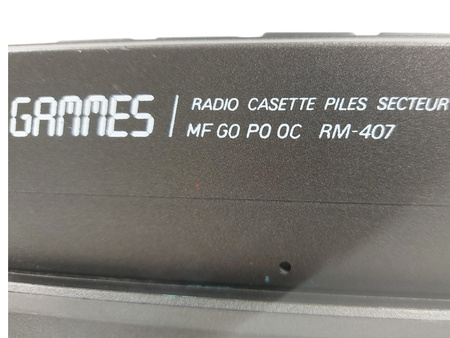 GAMMES
RADIO CASETTE PILES SECTEUR
MF GO PO OC RM-407